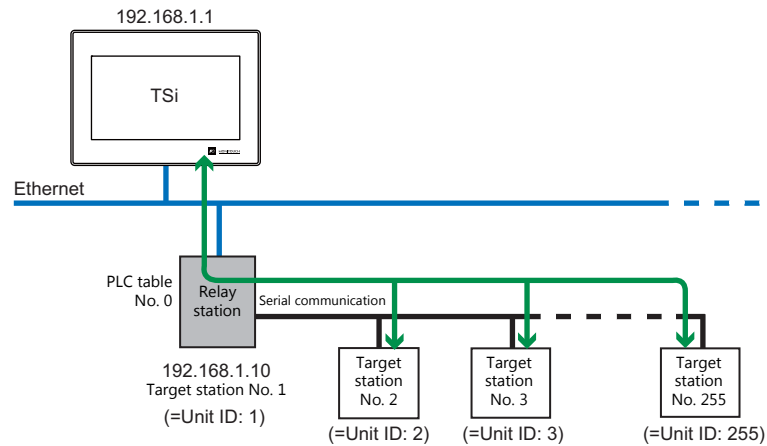 192.168.1.1
TSi
Ethernet
PLC table
No. 0
Relay
station
Serial communication
192.168.1.10
Target station No. 1
(=Unit ID: 1)
Target
station
No. 2
(=Unit ID: 2)
Target
station
No. 3
(=Unit ID: 3)
Target
station
No. 255
(=Unit ID: 255)